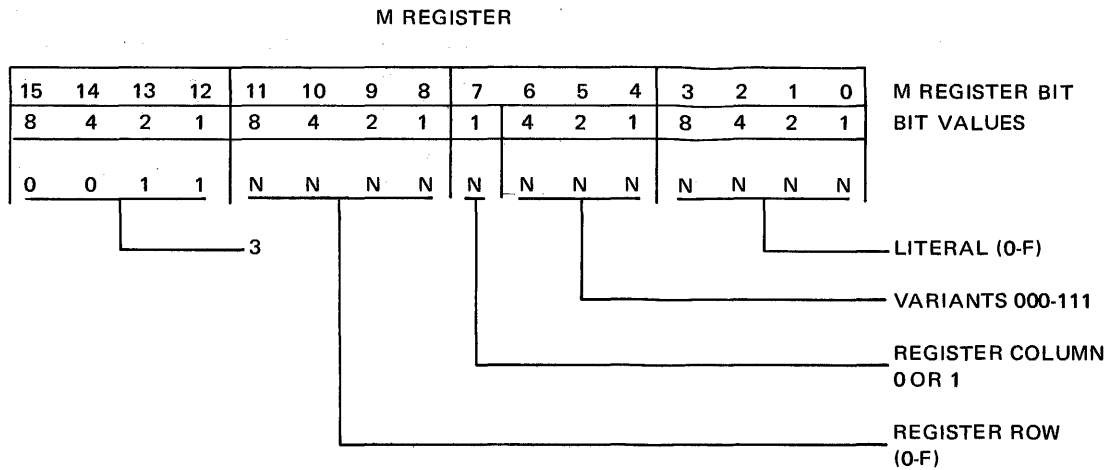 M REGISTER
15 14 13 12 11 10 9 8 7 6 5 4 3 2 1 0 M REGISTER BIT
8 4 2 1 8 4 2 1 1 4 2 1 8 4 2 1 BIT VALUES
0 0 1 1 N N N N N N N N N N N N
3
LITERAL (0-F)
VARIANTS 000-111
REGISTER COLUMN
0 OR 1
REGISTER ROW
(0-F)